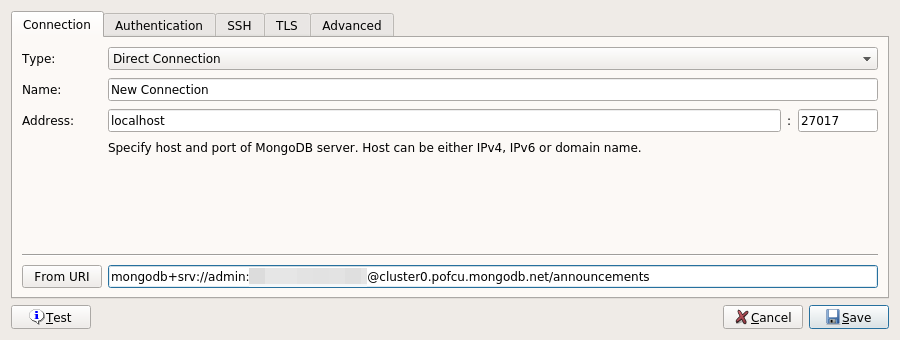 Connection Authentication SSH TLS Advanced
Type: Direct Connection
Name: New Connection
Address: localhost : 27017
Specify host and port of MongoDB server. Host can be either IPv4, IPv6 or domain name.
From URI mongodb+srv://admin: @cluster0.pofcu.mongodb.net/announcements
Test Cancel Save